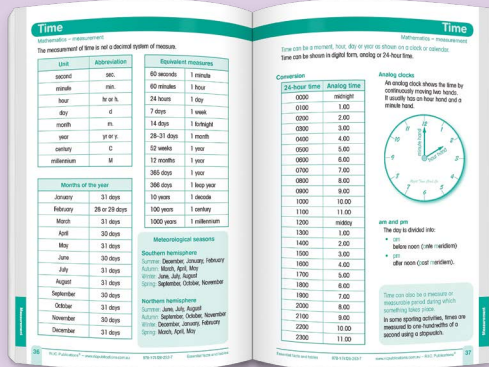 Time
Mathematics – measurement
The measurement of time is not a decimal system of measure.
Unit Abbreviation
second sec.
minute min.
hour hr or h.
day d
month m.
year yr or y.
century C
millennium M
Equivalent measures
60 seconds 1 minute
60 minutes 1 hour
24 hours 1 day
7 days 1 week
14 days 1 fortnight
28–31 days 1 month
52 weeks 1 year
12 months 1 year
365 days 1 year
366 days 1 leap year
10 years 1 decade
100 years 1 century
1000 years 1 millennium
Months of the year
January 31 days
February 28 or 29 days
March 31 days
April 30 days
May 31 days
June 30 days
July 31 days
August 31 days
September 30 days
October 31 days
November 30 days
December 31 days
Meteorological seasons
Southern hemisphere
Summer: December, January, February
Autumn: March, April, May
Winter: June, July, August
Spring: September, October, November
Northern hemisphere
Summer: June, July, August
Autumn: September, October, November
Winter: December, January, February
Spring: March, April, May
Measurement
36
Time
Mathematics – measurement
Time can be a moment, hour, day or year as shown on a clock or calendar.
Time can be shown in digital form, analog or 24-hour time.
Conversion
24-hour time Analog time
0000 midnight
0100 1.00
0200 2.00
0300 3.00
0400 4.00
0500 5.00
0600 6.00
0700 7.00
0800 8.00
0900 9.00
1000 10.00
1100 11.00
1200 midday
1300 1.00
1400 2.00
1500 3.00
1600 4.00
1700 5.00
1800 6.00
1900 7.00
2000 8.00
2100 9.00
2200 10.00
2300 11.00
Analog clocks
An analog clock shows the time by
continuously moving two hands.
It usually has an hour hand and a
minute hand.
minute hand
hour hand
am and pm
The day is divided into:
• am
before noon (ante meridiem)
• pm
after noon (post meridiem).
Time can also be a measure or
measurable period during which
something takes place.
In some sporting activities, times are
measured to one-hundredths of a
second using a stopwatch.
Measurement
37